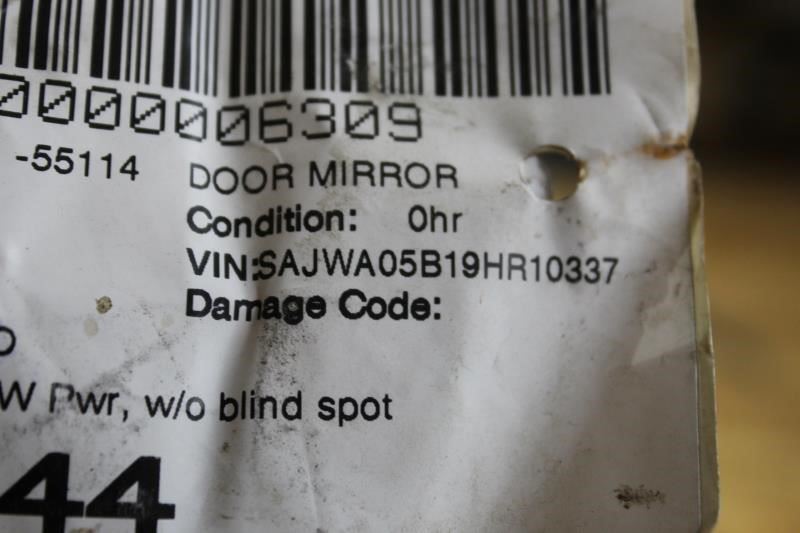 0000006309
-55114 DOOR MIRROR
Condition: 0hr
VIN:SAJWA05B19HR10337
Damage Code:
W Pwr, w/o blind spot
44